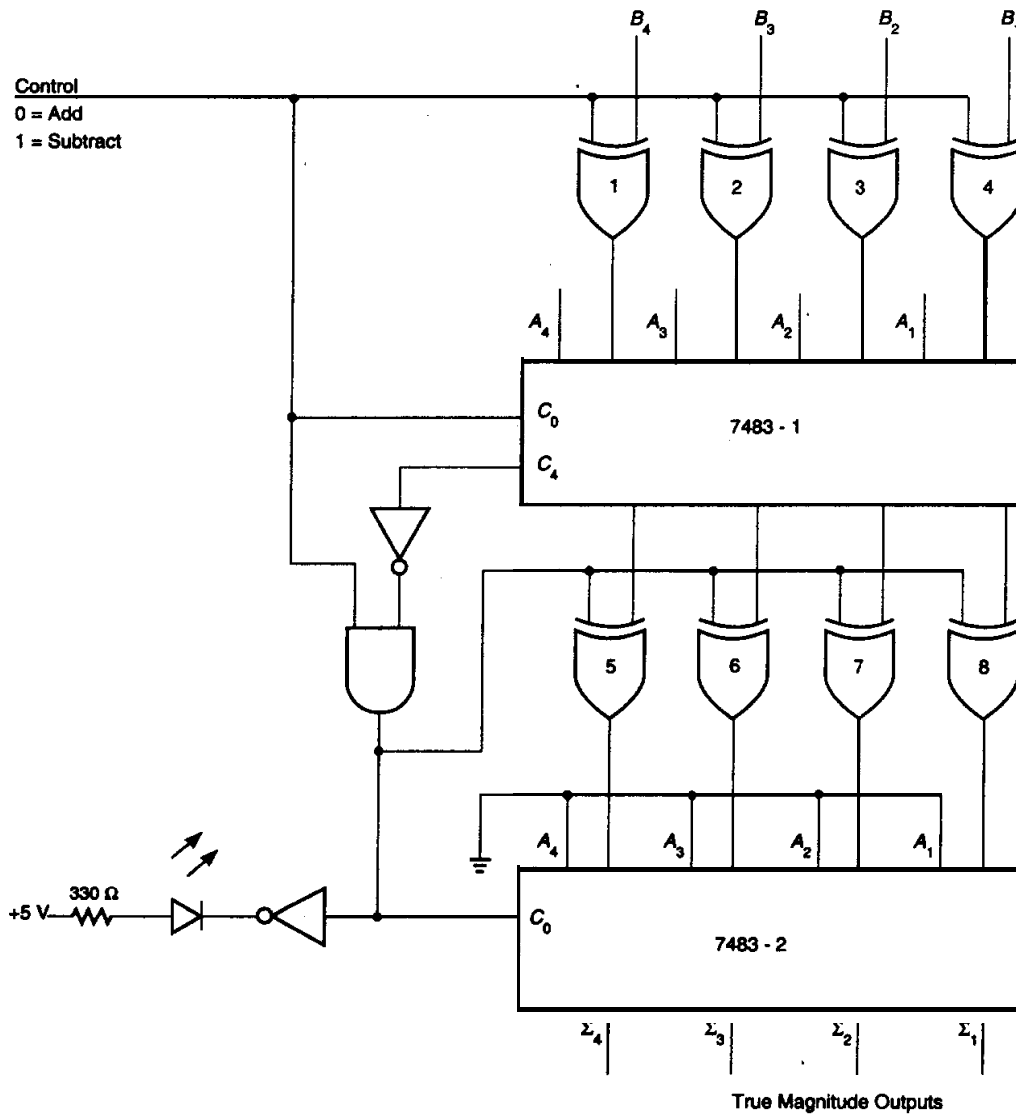 B4 B3 B2 B
Control
0 = Add
1 = Subtract
1 2 3 4
A4 A3 A2 A1
C0
7483 - 1
C4
5 6 7 8
A4 A3 A2 A1
330 Ω
+5 V
C0
7483 - 2
Σ4 Σ3 Σ2 Σ1
True Magnitude Outputs